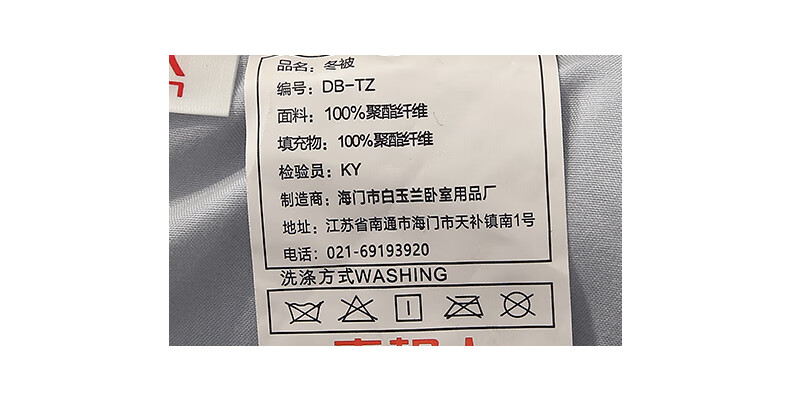 品名：冬被
编号：DB-TZ
面料：100%聚酯纤维
填充物：100%聚酯纤维
检验员：KY
制造商：海门市白玉兰卧室用品厂
地址：江苏省南通市海门市天补镇南1号
电话：021-69193920
洗涤方式WASHING